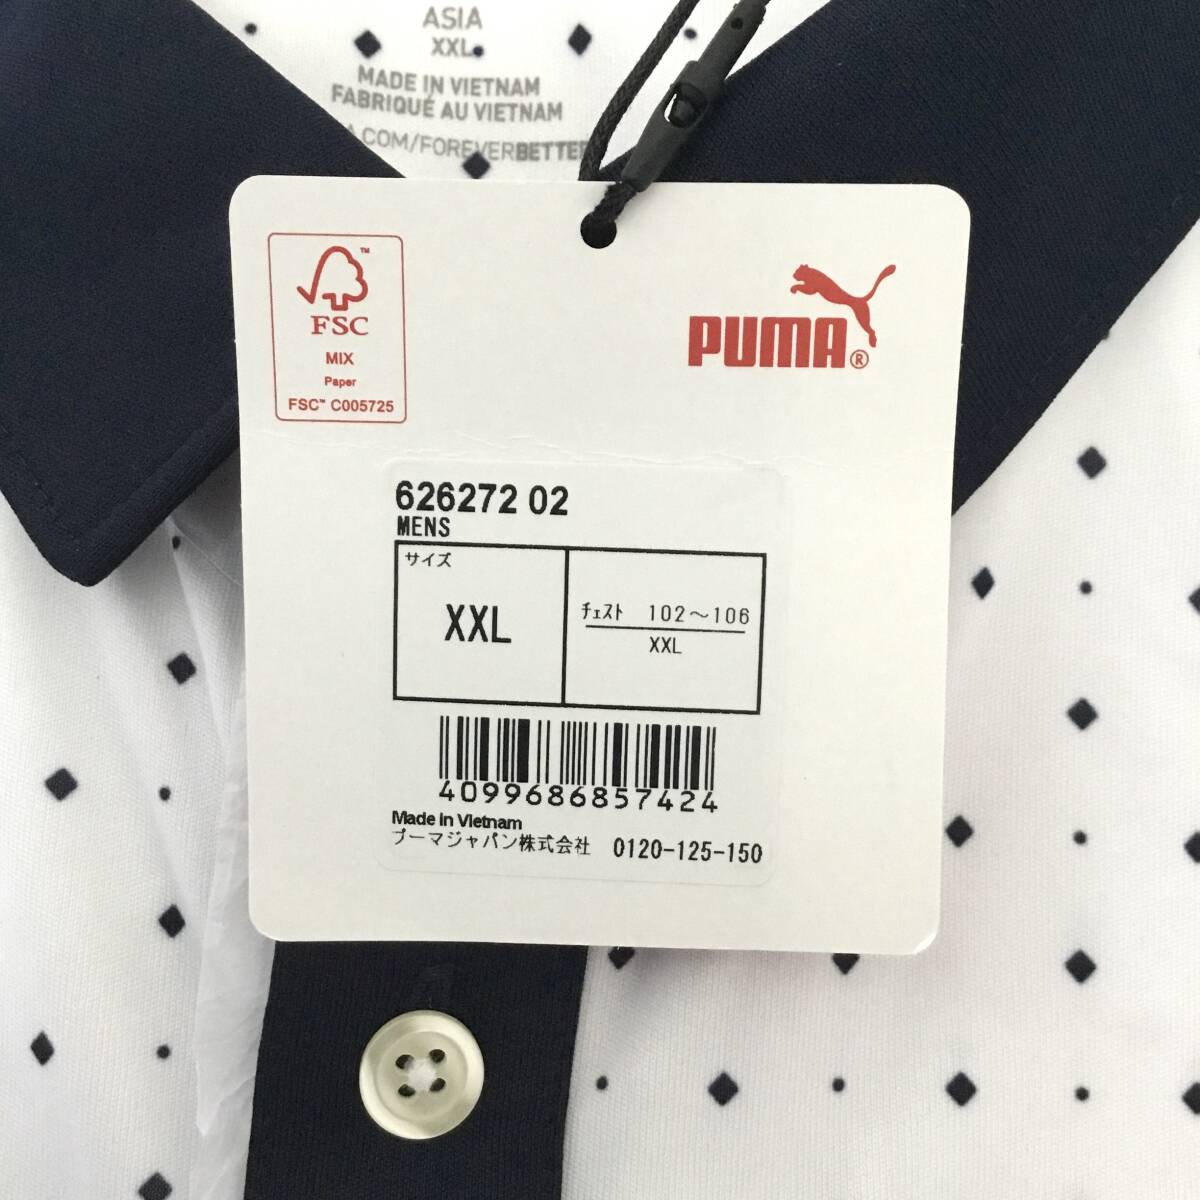 ASIA
XXL
MADE IN VIETNAM
FABRIQUÉ AU VIETNAM
A.COM/FOREVERBETTER
FSC
MIX
Paper
FSC™ C005725
PUMA®
626272 02
MENS
サイズ
XXL
チェスト 102～106
XXL
4099686857424
Made in Vietnam
プーマジャパン株式会社 0120-125-150